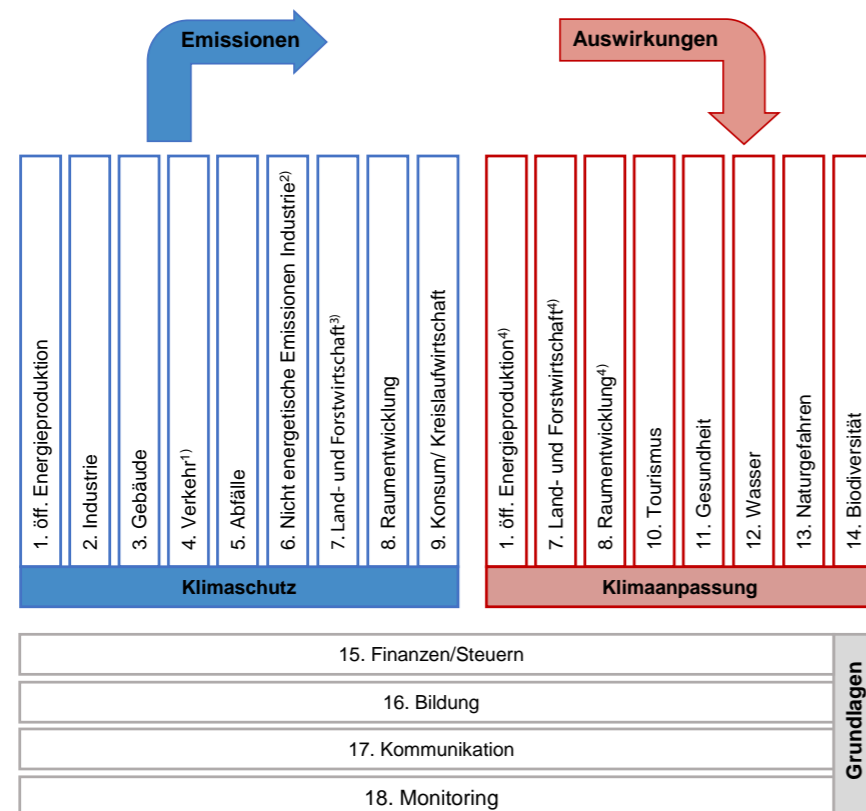 Emissionen
Auswirkungen
1. öff. Energieproduktion
2. Industrie
3. Gebäude
4. Verkehr1)
5. Abfälle
6. Nicht energetische Emissionen Industrie2)
7. Land- und Forstwirtschaft3)
8. Raumentwicklung
9. Konsum/ Kreislaufwirtschaft
1. öff. Energieproduktion4)
7. Land- und Forstwirtschaft4)
8. Raumentwicklung4)
10. Tourismus
11. Gesundheit
12. Wasser
13. Naturgefahren
14. Biodiversität
Klimaschutz
Klimaanpassung
15. Finanzen/Steuern
16. Bildung
17. Kommunikation
18. Monitoring
Grundlagen